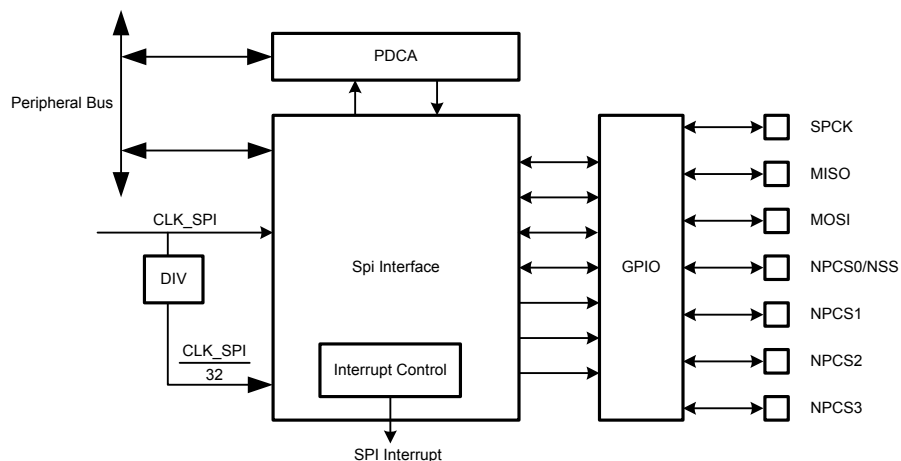 PDCA
Peripheral Bus
SPCK
MISO
MOSI
CLK_SPI
Spi Interface
GPIO
NPCS0/NSS
DIV
NPCS1
CLK_SPI
32
Interrupt Control
NPCS2
NPCS3
SPI Interrupt